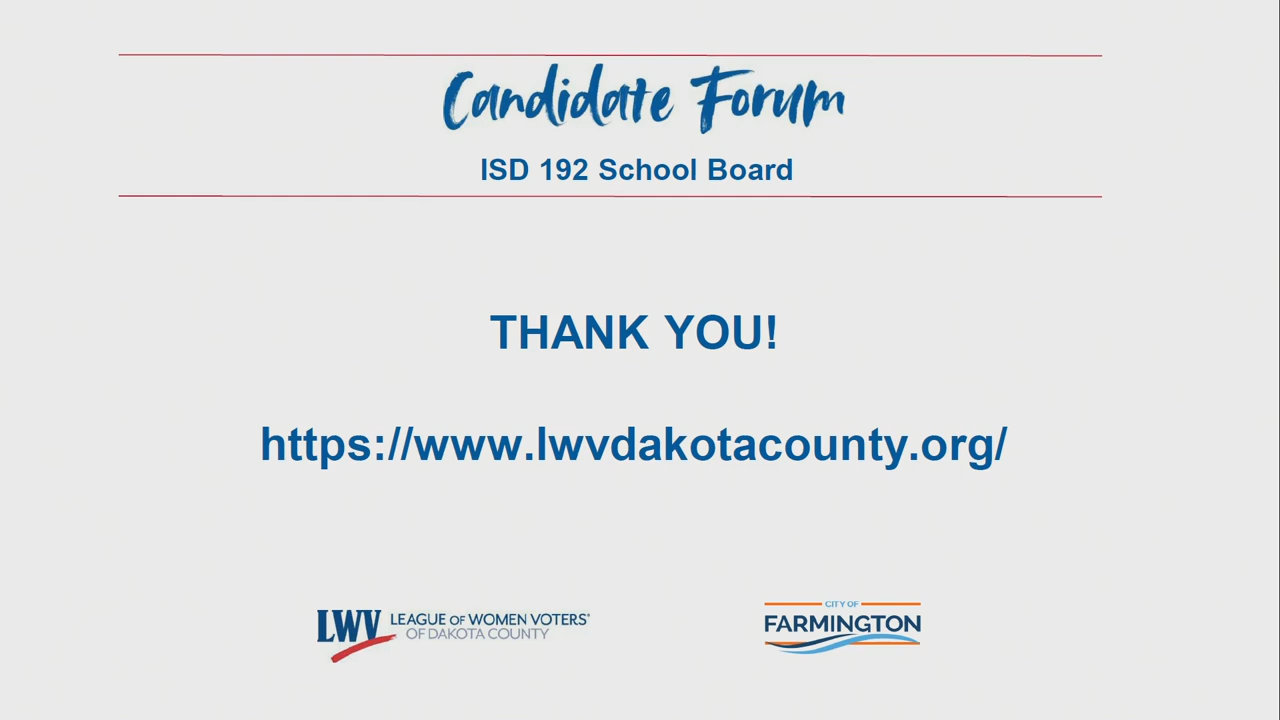 Candidate Forum
ISD 192 School Board
THANK YOU!
https://www.lwvdakotacounty.org/
LWV LEAGUE OF WOMEN VOTERS®
OF DAKOTA COUNTY
CITY OF
FARMINGTON